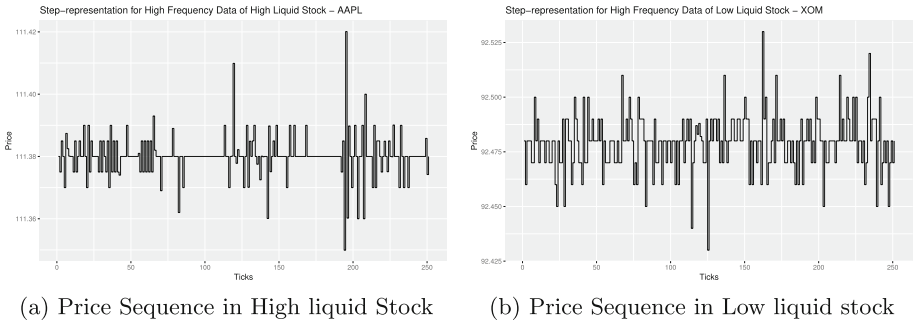 Step-representation for High Frequency Data of High Liquid Stock - AAPL
111.42
111.40
111.38
111.36
Price
0 50 100 150 200 250
Ticks
(a) Price Sequence in High liquid Stock
Step-representation for High Frequency Data of Low Liquid Stock - XOM
92.525
92.500
92.475
92.450
92.425
Price
0 50 100 150 200 250
Ticks
(b) Price Sequence in Low liquid stock